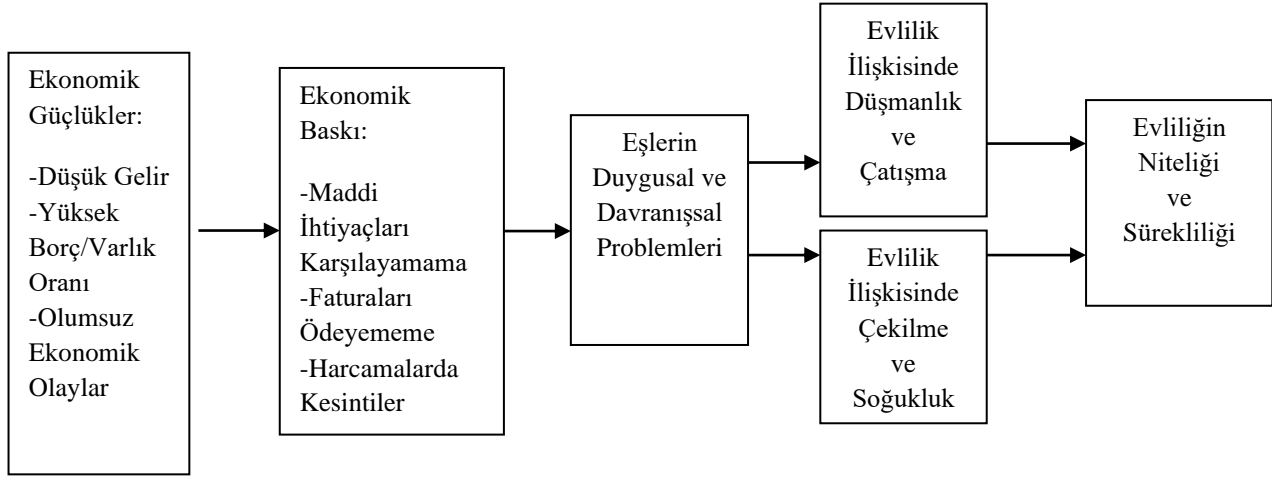 Ekonomik
Güçlükler:
-Düşük Gelir
-Yüksek
Borç/Varlık
Oranı
-Olumsuz
Ekonomik
Olaylar
Ekonomik
Baskı:
-Maddi
İhtiyaçları
Karşılayamama
-Faturaları
Ödeyememe
-Harcamalarda
Kesintiler
Eşlerin
Duygusal ve
Davranışsal
Problemleri
Evlilik
İlişkisinde
Düşmanlık
ve
Çatışma
Evlilik
İlişkisinde
Çekilme
ve
Soğukluk
Evliliğin
Niteliği
ve
Sürekliliği